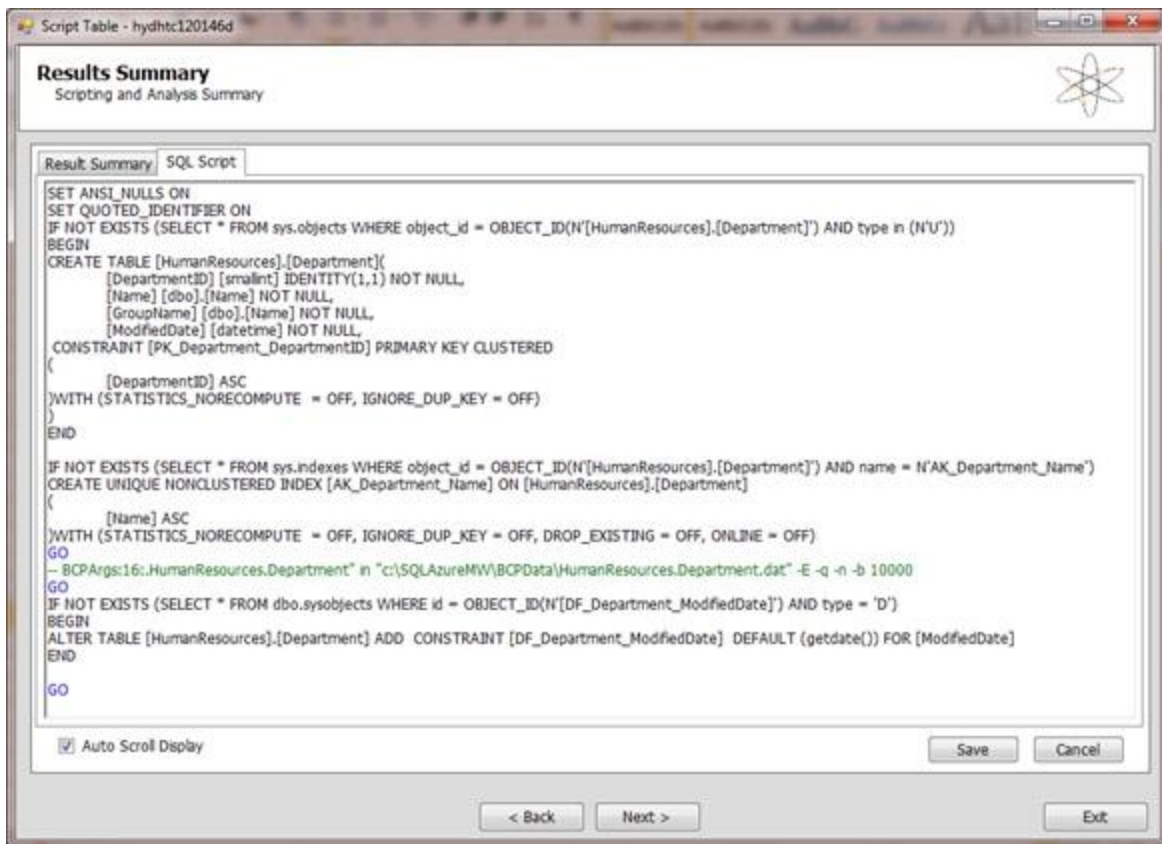 Script Table - hydhtc120146d
Results Summary
Scripting and Analysis Summary
Result Summary
SQL Script
SET ANSI_NULLS ON
SET QUOTED_IDENTIFIER ON
IF NOT EXISTS (SELECT * FROM sys.objects WHERE object_id = OBJECT_ID(N'[HumanResources].[Department]') AND type in (N'U'))
BEGIN
CREATE TABLE [HumanResources].[Department](
[DepartmentID] [smallint] IDENTITY(1,1) NOT NULL,
[Name] [dbo].[Name] NOT NULL,
[GroupName] [dbo].[Name] NOT NULL,
[ModifiedDate] [datetime] NOT NULL,
CONSTRAINT [PK_Department_DepartmentID] PRIMARY KEY CLUSTERED
(
[DepartmentID] ASC
)WITH (STATISTICS_NORECOMPUTE  = OFF, IGNORE_DUP_KEY = OFF)
)
END
IF NOT EXISTS (SELECT * FROM sys.indexes WHERE object_id = OBJECT_ID(N'[HumanResources].[Department]') AND name = N'AK_Department_Name')
CREATE UNIQUE NONCLUSTERED INDEX [AK_Department_Name] ON [HumanResources].[Department]
(
[Name] ASC
)WITH (STATISTICS_NORECOMPUTE  = OFF, IGNORE_DUP_KEY = OFF, DROP_EXISTING = OFF, ONLINE = OFF)
GO
-- BCPArgs:16:.HumanResources.Department" in "c:\SQLAzureMW\BCPData\HumanResources.Department.dat" -E -q -n -b 10000
GO
IF NOT EXISTS (SELECT * FROM dbo.sysobjects WHERE id = OBJECT_ID(N'[DF_Department_ModifiedDate]') AND type = 'D')
BEGIN
ALTER TABLE [HumanResources].[Department] ADD  CONSTRAINT [DF_Department_ModifiedDate]  DEFAULT (getdate()) FOR [ModifiedDate]
END
GO
Auto Scroll Display
Save
Cancel
< Back
Next >
Exit